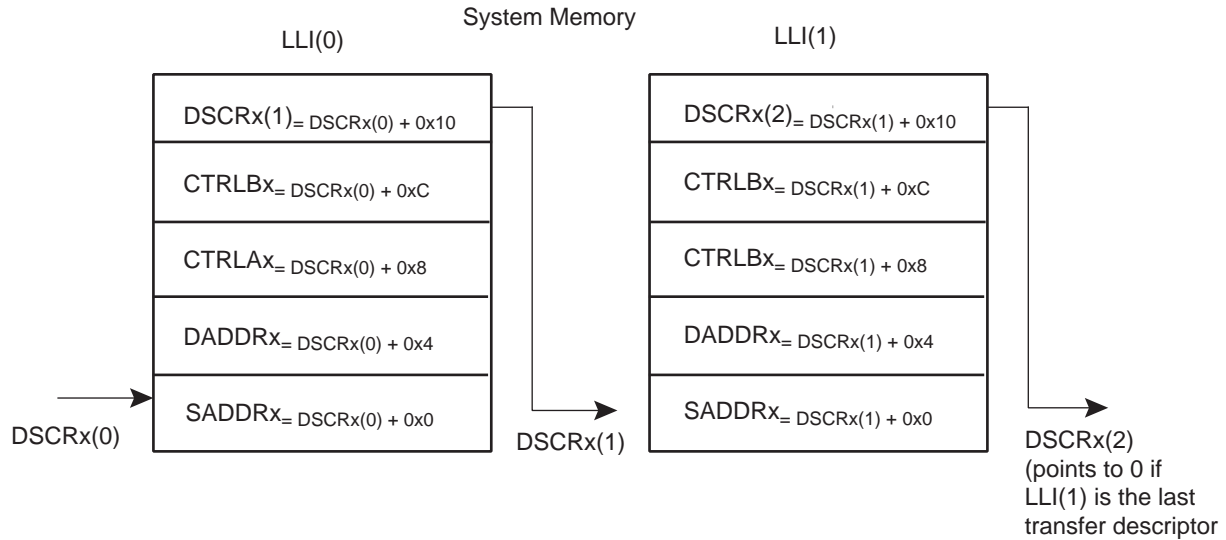 System Memory
LLI(0)
LLI(1)
DSCRx(1)= DSCRx(0) + 0x10
CTRLBx= DSCRx(0) + 0xC
CTRLAx= DSCRx(0) + 0x8
DADDRx= DSCRx(0) + 0x4
SADDRx= DSCRx(0) + 0x0
DSCRx(0)
DSCRx(1)
DSCRx(2)= DSCRx(1) + 0x10
CTRLBx= DSCRx(1) + 0xC
CTRLBx= DSCRx(1) + 0x8
DADDRx= DSCRx(1) + 0x4
SADDRx= DSCRx(1) + 0x0
DSCRx(2)
(points to 0 if
LLI(1) is the last
transfer descriptor